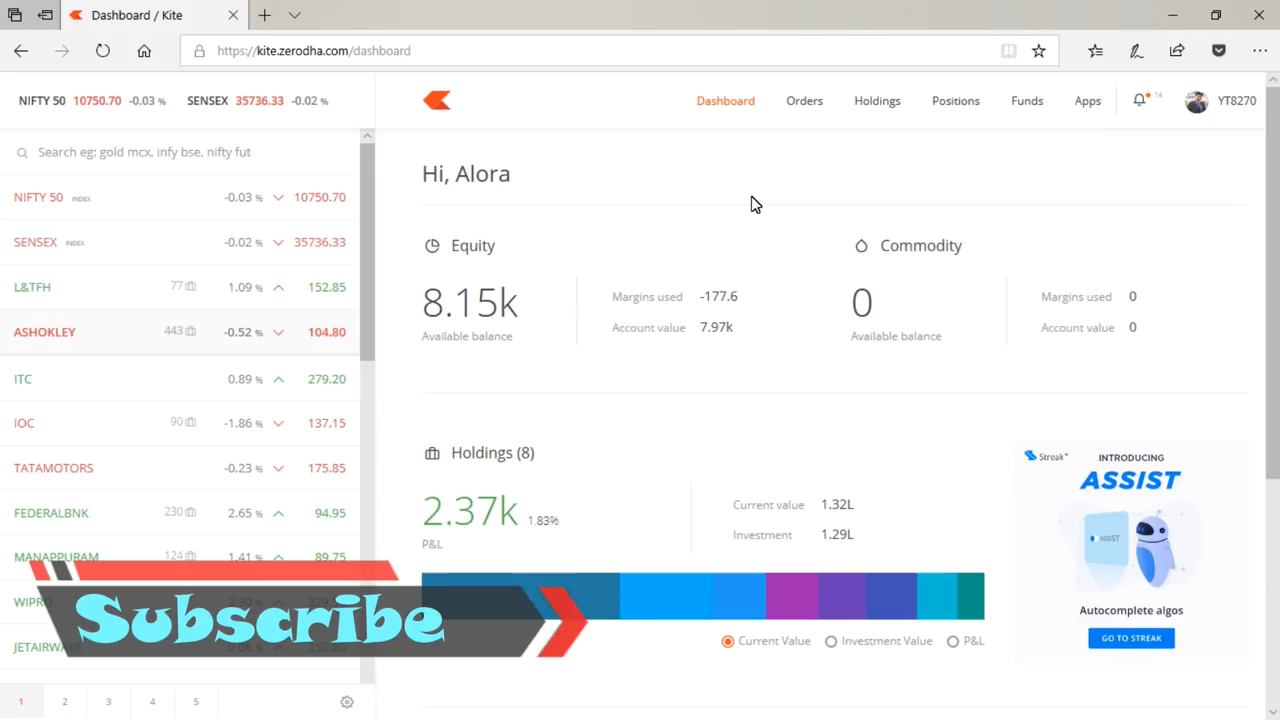 Dashboard / Kite
https://kite.zerodha.com/dashboard
NIFTY 50 10750.70 -0.03 % SENSEX 35736.33 -0.02 %
Dashboard Orders Holdings Positions Funds Apps 14 YT8270
Search eg: gold mcx, infy bse, nifty fut
NIFTY 50 INDEX -0.03 % 10750.70
SENSEX INDEX -0.02 % 35736.33
L&TFH 77 1.09 % 152.85
ASHOKLEY 443 -0.52 % 104.80
ITC 0.89 % 279.20
IOC 90 -1.86 % 137.15
TATAMOTORS -0.23 % 175.85
FEDERALBNK 230 2.65 % 94.95
MANAPPURAM 124 1.41 % 89.75
WIPRO
JETAIRWAYS
Subscribe
1 2 3 4 5
Hi, Alora
Equity
8.15k
Available balance
Margins used -177.6
Account value 7.97k
Commodity
0
Available balance
Margins used 0
Account value 0
Holdings (8)
2.37k 1.83%
P&L
Current value 1.32L
Investment 1.29L
Current Value Investment Value P&L
Streak
INTRODUCING
ASSIST
ASSIST
Autocomplete algos
GO TO STREAK